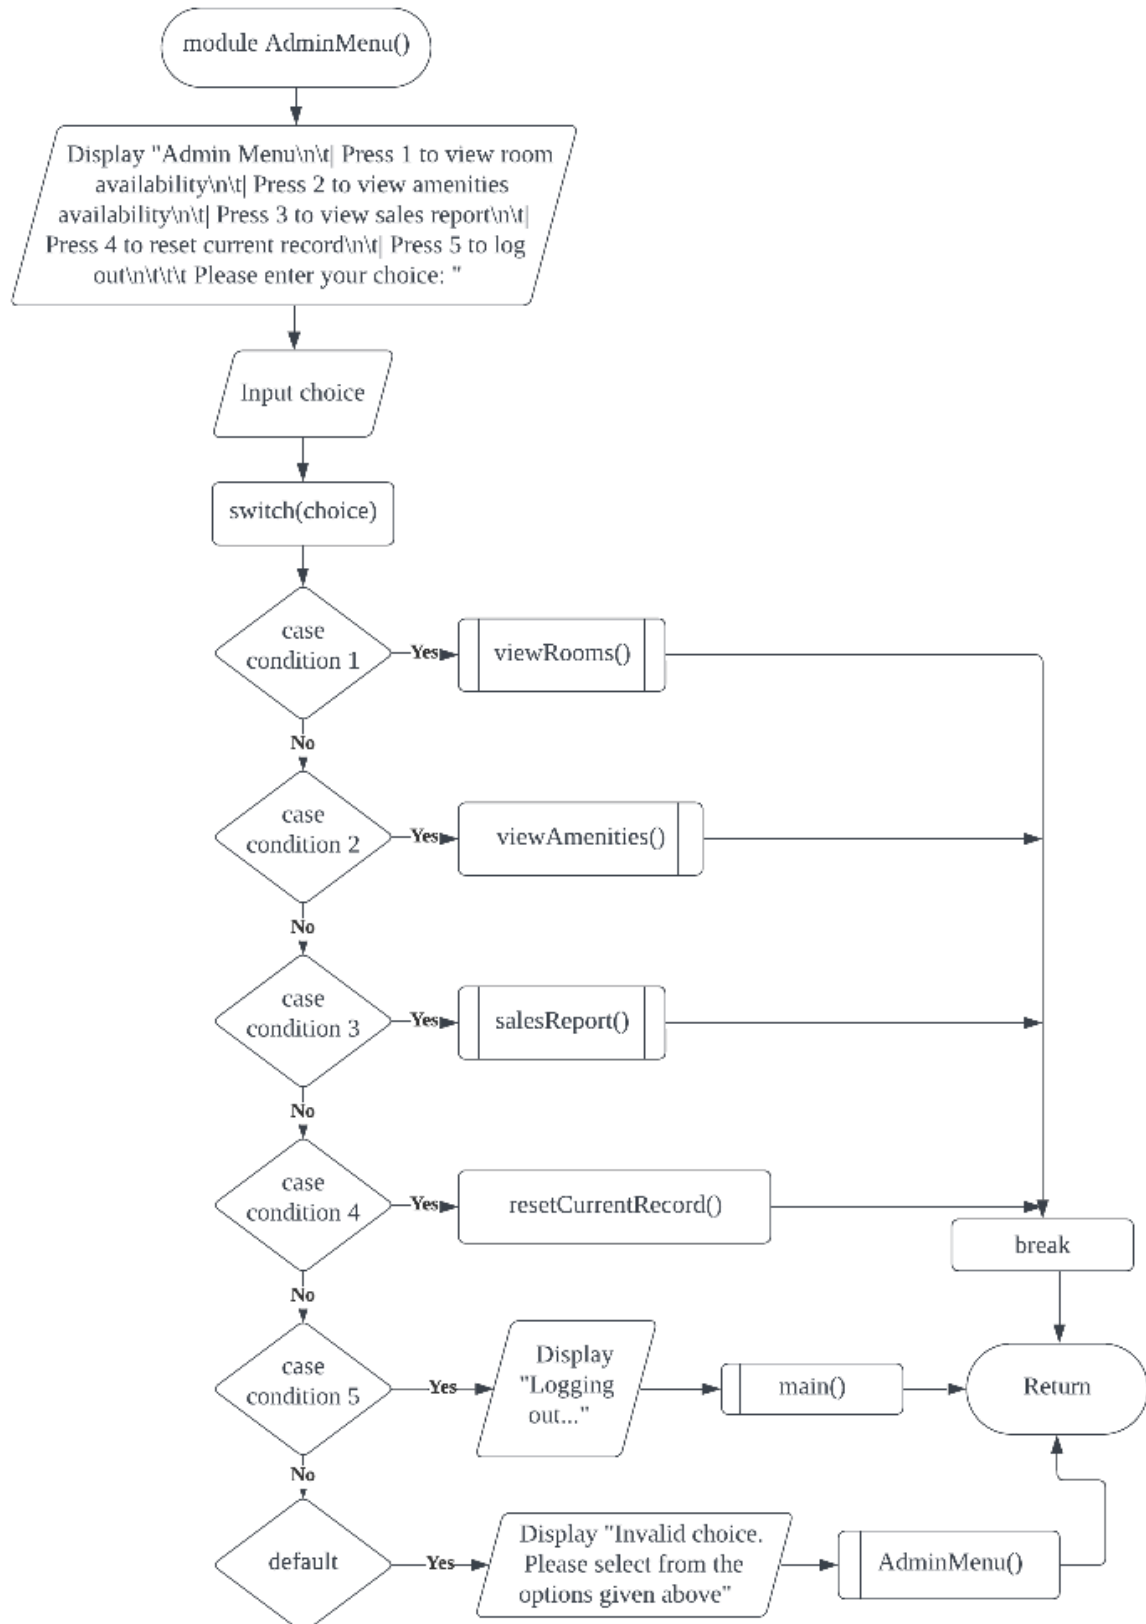 module AdminMenu()
Display "Admin Menu\n\t| Press 1 to view room
availability\n\t| Press 2 to view amenities
availability\n\t| Press 3 to view sales report\n\t|
Press 4 to reset current record\n\t| Press 5 to log
out\n\t\t\t Please enter your choice: "
Input choice
switch(choice)
case
condition 1
Yes
viewRooms()
No
case
condition 2
Yes
viewAmenities()
No
case
condition 3
Yes
salesReport()
No
case
condition 4
Yes
resetCurrentRecord()
break
No
case
condition 5
Yes
Display
"Logging
out..."
main()
Return
No
default
Yes
Display "Invalid choice.
Please select from the
options given above"
AdminMenu()